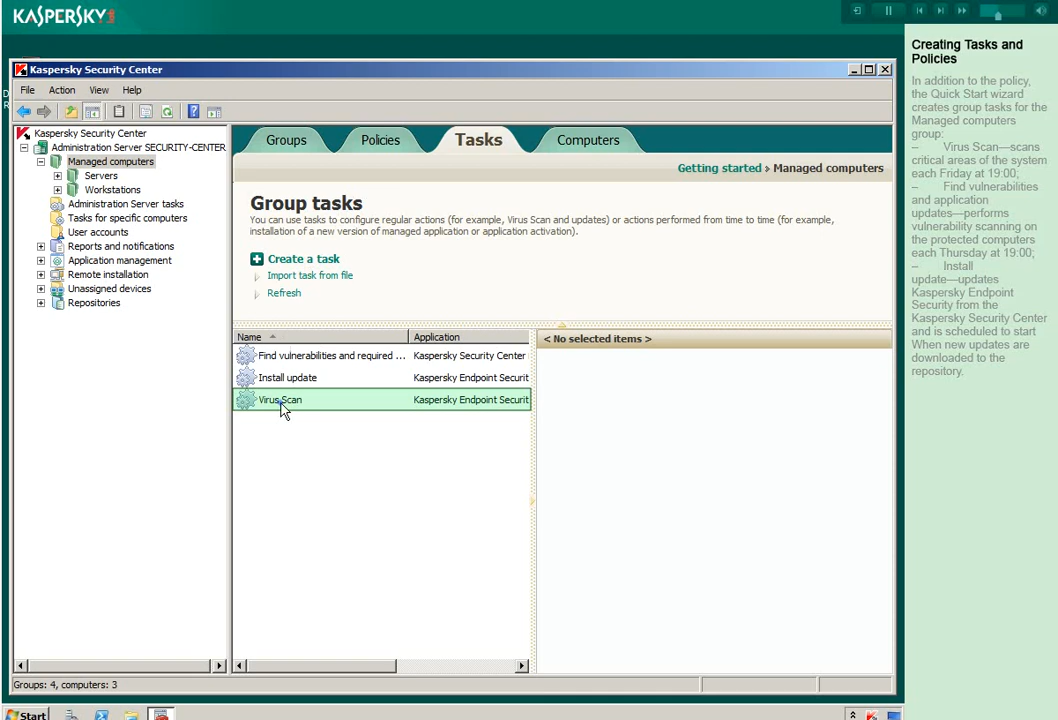 KASPERSKY lab
Kaspersky Security Center
File Action View Help
Kaspersky Security Center
Administration Server SECURITY-CENTER
Managed computers
Servers
Workstations
Administration Server tasks
Tasks for specific computers
User accounts
Reports and notifications
Application management
Remote installation
Unassigned devices
Repositories
Groups Policies Tasks Computers
Getting started > Managed computers
Group tasks
You can use tasks to configure regular actions (for example, Virus Scan and updates) or actions performed from time to time (for example,
installation of a new version of managed application or application activation).
Create a task
Import task from file
Refresh
Name Application
Find vulnerabilities and required ... Kaspersky Security Center
Install update Kaspersky Endpoint Securit
Virus Scan Kaspersky Endpoint Securit
< No selected items >
Groups: 4, computers: 3
Start
D
R
Creating Tasks and
Policies
In addition to the policy,
the Quick Start wizard
creates group tasks for the
Managed computers
group:
– Virus Scan—scans
critical areas of the system
each Friday at 19:00;
– Find vulnerabilities
and application
updates—performs
vulnerability scanning on
the protected computers
each Thursday at 19:00;
– Install
update—updates
Kaspersky Endpoint
Security from the
Kaspersky Security Center
and is scheduled to start
When new updates are
downloaded to the
repository.